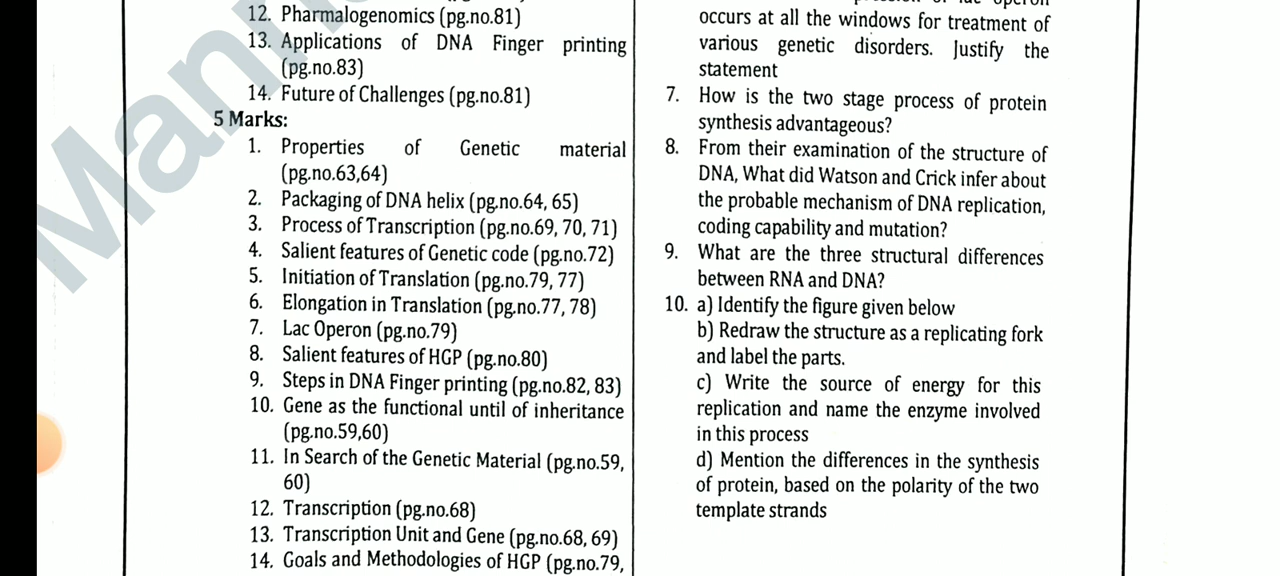 12. Pharmalogenomics (pg.no.81)
13. Applications of DNA Finger printing
(pg.no.83)
14. Future of Challenges (pg.no.81)
5 Marks:
1. Properties of Genetic material
(pg.no.63,64)
2. Packaging of DNA helix (pg.no.64, 65)
3. Process of Transcription (pg.no.69, 70, 71)
4. Salient features of Genetic code (pg.no.72)
5. Initiation of Translation (pg.no.79, 77)
6. Elongation in Translation (pg.no.77, 78)
7. Lac Operon (pg.no.79)
8. Salient features of HGP (pg.no.80)
9. Steps in DNA Finger printing (pg.no.82, 83)
10. Gene as the functional until of inheritance
(pg.no.59,60)
11. In Search of the Genetic Material (pg.no.59,
60)
12. Transcription (pg.no.68)
13. Transcription Unit and Gene (pg.no.68, 69)
14. Goals and Methodologies of HGP (pg.no.79,
of lac operon
occurs at all the windows for treatment of
various genetic disorders. Justify the
statement
7. How is the two stage process of protein
synthesis advantageous?
8. From their examination of the structure of
DNA, What did Watson and Crick infer about
the probable mechanism of DNA replication,
coding capability and mutation?
9. What are the three structural differences
between RNA and DNA?
10. a) Identify the figure given below
b) Redraw the structure as a replicating fork
and label the parts.
c) Write the source of energy for this
replication and name the enzyme involved
in this process
d) Mention the differences in the synthesis
of protein, based on the polarity of the two
template strands